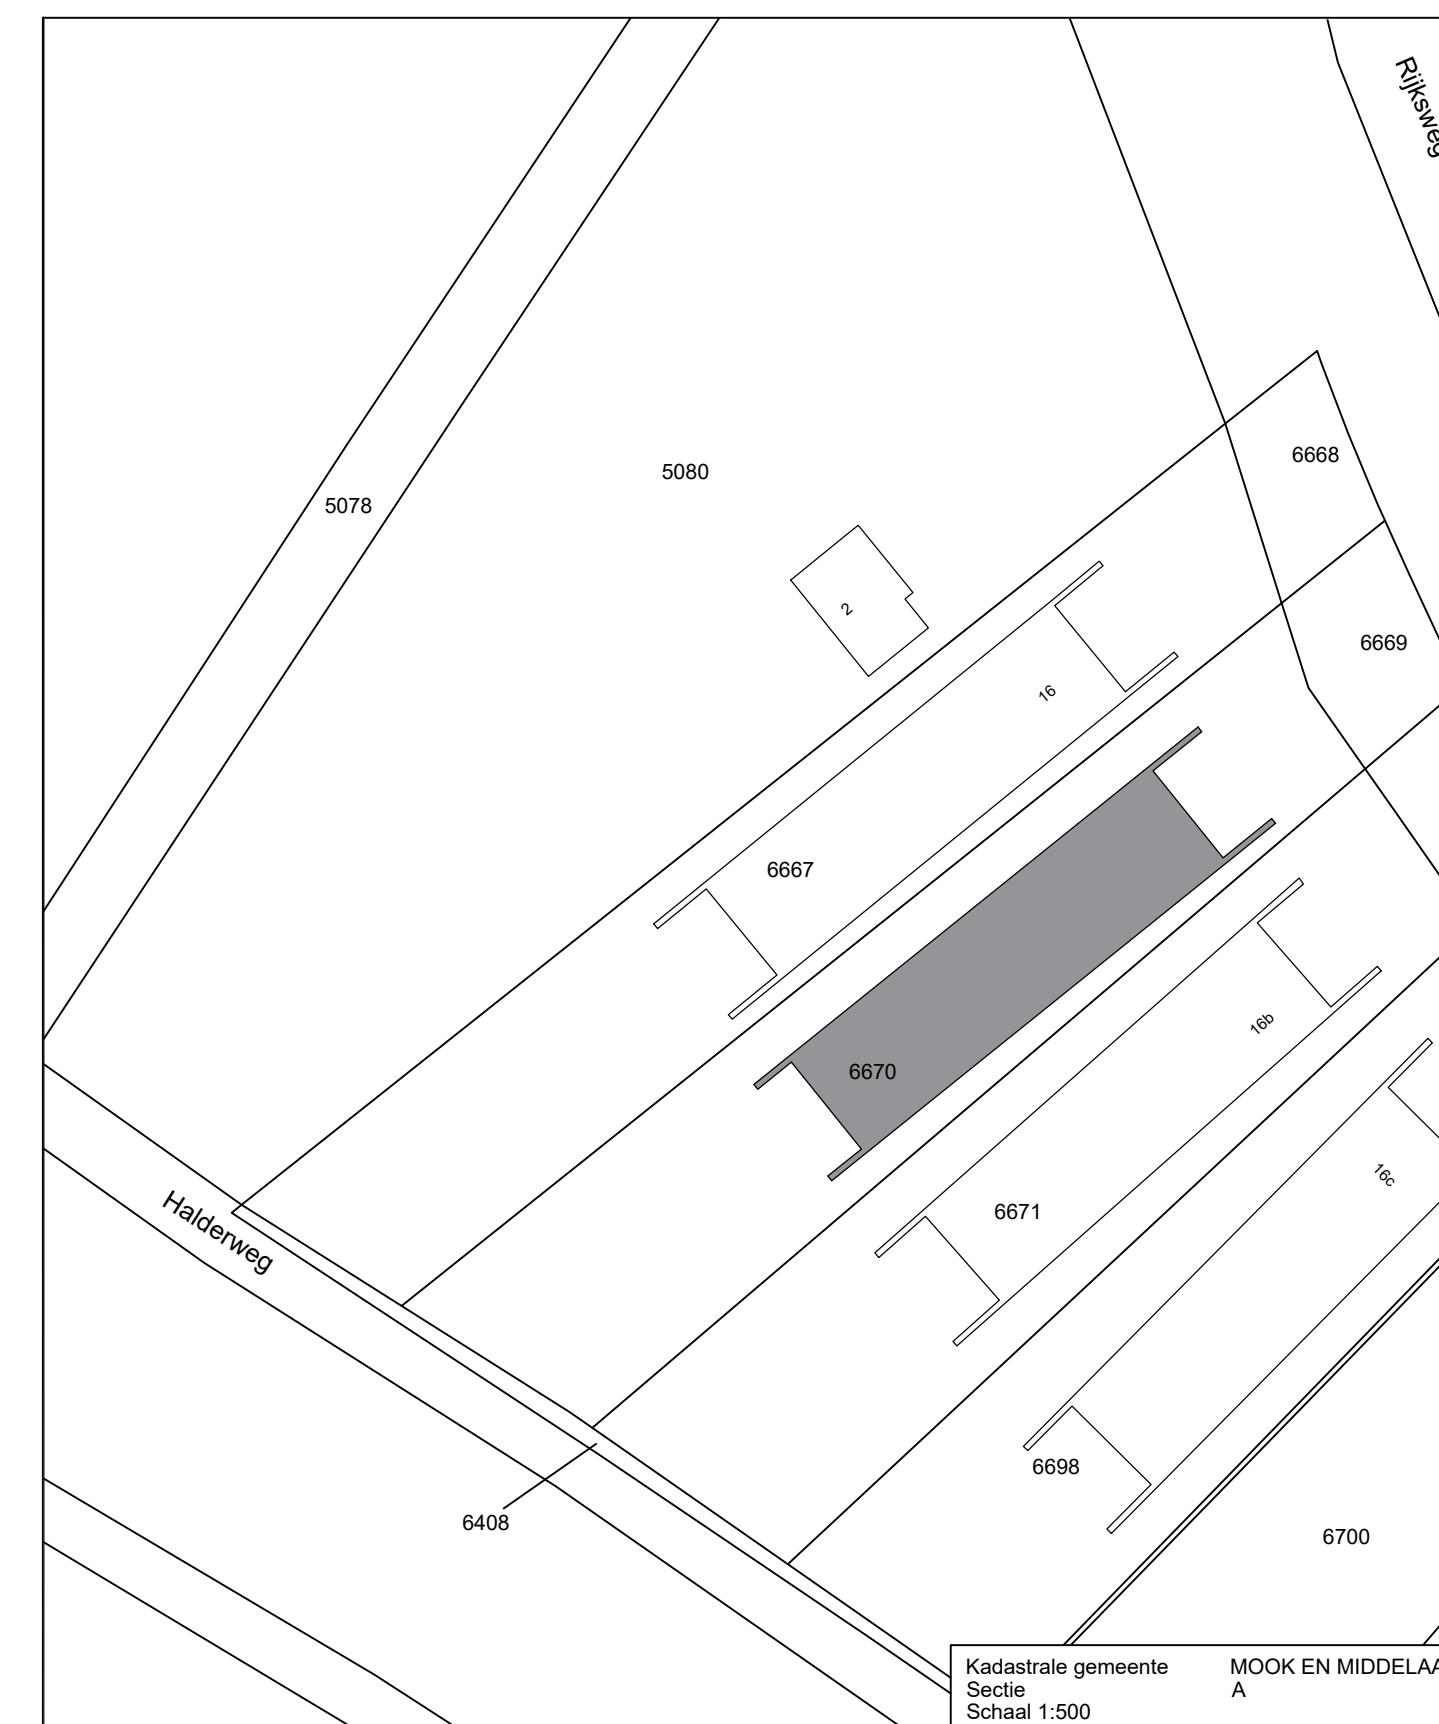 Rijksweg
6668
5080
5078
2
6669
16
6667
16b
6670
16c
6671
Halderweg
6698
6408
6700
Kadastrale gemeente MOOK EN MIDDELAA
Sectie A
Schaal 1:500